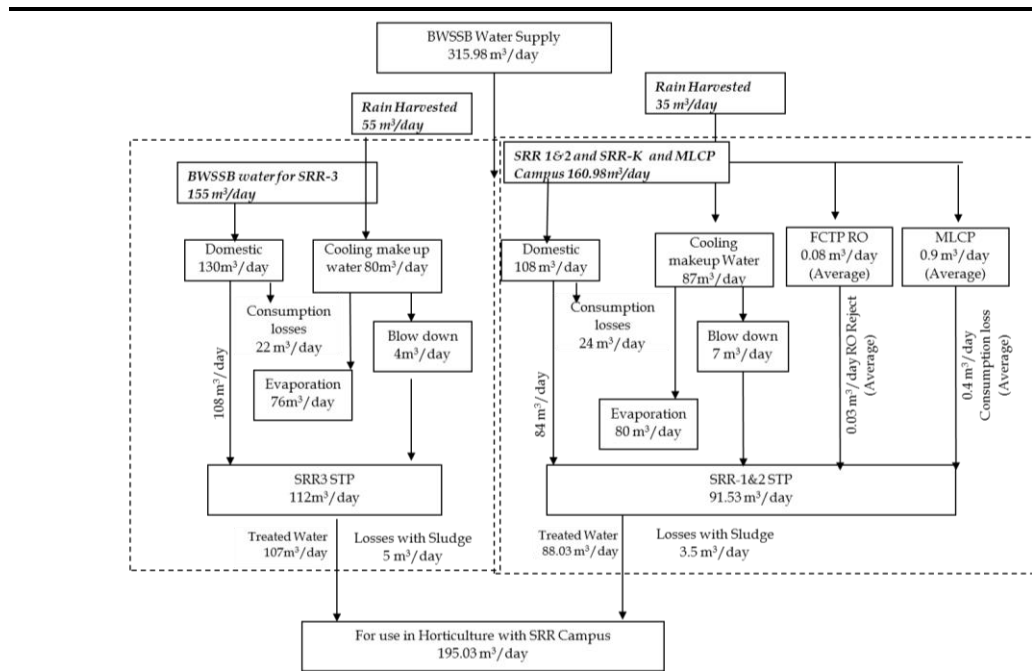 BWSSB Water Supply
315.98 m³/day
Rain Harvested
55 m³/day
Rain Harvested
35 m³/day
BWSSB water for SRR-3
155 m³/day
SRR 1&2 and SRR-K and MLCP
Campus 160.98m³/day
Domestic
130m³/day
Cooling make up
water 80m³/day
Domestic
108 m³/day
Cooling
makeup Water
87m³/day
FCTP RO
0.08 m³/day
(Average)
MLCP
0.9 m³/day
(Average)
Consumption
losses
22 m³/day
Blow down
4m³/day
Evaporation
76m³/day
108 m³/day
Consumption
losses
24 m³/day
Blow down
7 m³/day
Evaporation
80 m³/day
84 m³/day
0.03 m³/day RO Reject
(Average)
0.4 m³/day
Consumption loss
(Average)
SRR3 STP
112m³/day
SRR-1&2 STP
91.53 m³/day
Treated Water
107m³/day
Losses with Sludge
5 m³/day
Treated Water
88.03 m³/day
Losses with Sludge
3.5 m³/day
For use in Horticulture with SRR Campus
195.03 m³/day